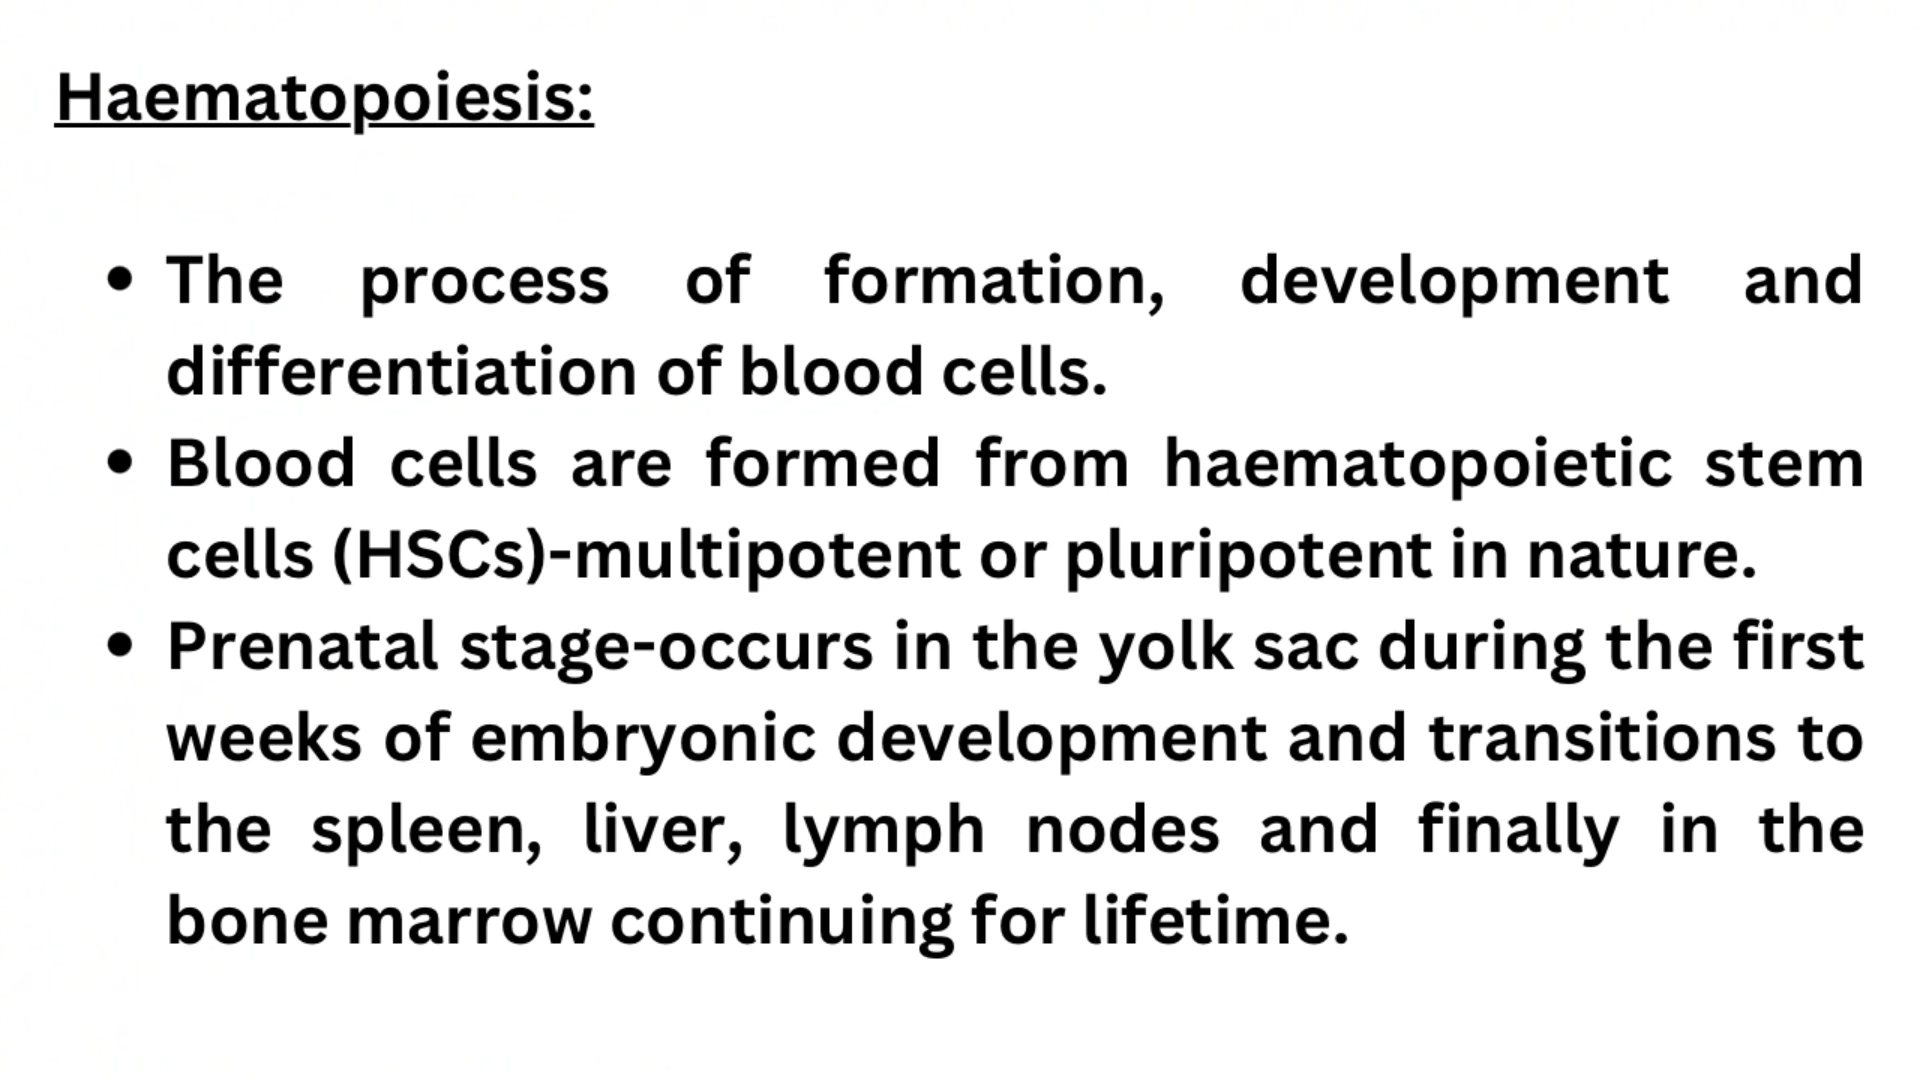 Haematopoiesis:
• The process of formation, development and
differentiation of blood cells.
• Blood cells are formed from haematopoietic stem
cells (HSCs)-multipotent or pluripotent in nature.
• Prenatal stage-occurs in the yolk sac during the first
weeks of embryonic development and transitions to
the spleen, liver, lymph nodes and finally in the
bone marrow continuing for lifetime.